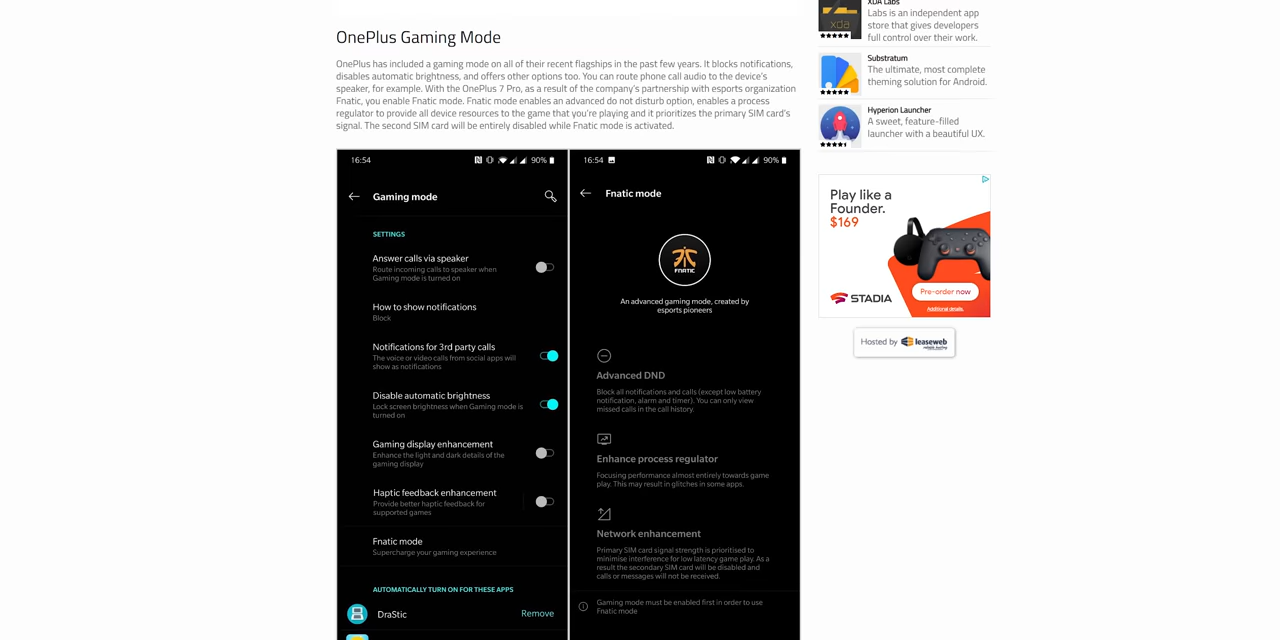 OnePlus Gaming Mode
OnePlus has included a gaming mode on all of their recent flagships in the past few years. It blocks notifications,
disables automatic brightness, and offers other options too. You can route phone call audio to the device's
speaker, for example. With the OnePlus 7 Pro, as a result of the company's partnership with esports organization
Fnatic, you enable Fnatic mode. Fnatic mode enables an advanced do not disturb option, enables a process
regulator to provide all device resources to the game that you're playing and it prioritizes the primary SIM card's
signal. The second SIM card will be entirely disabled while Fnatic mode is activated.
16:54
90%
Gaming mode
SETTINGS
Answer calls via speaker
Route incoming calls to speaker when
Gaming mode is turned on
How to show notifications
Block
Notifications for 3rd party calls
The voice or video calls from social apps will
show as notifications
Disable automatic brightness
Lock screen brightness when Gaming mode is
turned on
Gaming display enhancement
Enhance the light and dark details of the
gaming display
Haptic feedback enhancement
Provide better haptic feedback for
supported games
Fnatic mode
Supercharge your gaming experience
AUTOMATICALLY TURN ON FOR THESE APPS
DraStic
Remove
16:54
90%
Fnatic mode
FNATIC
An advanced gaming mode, created by
esports pioneers
Advanced DND
Block all notifications and calls (except low battery
notification, alarm and timer). You can only view
missed calls in the call history.
Enhance process regulator
Focusing performance almost entirely towards game
play. This may result in glitches in some apps.
Network enhancement
Primary SIM card signal strength is prioritised to
minimise interference for low latency game play. As a
result the secondary SIM card will be disabled and
calls or messages will not be received.
Gaming mode must be enabled first in order to use
Fnatic mode
XDA Labs
xda
Labs is an independent app
store that gives developers
full control over their work.
Substratum
The ultimate, most complete
theming solution for Android.
Hyperion Launcher
A sweet, feature-filled
launcher with a beautiful UX.
Play like a
Founder.
$169
STADIA
Pre-order now
Additional details.
Hosted by leaseweb